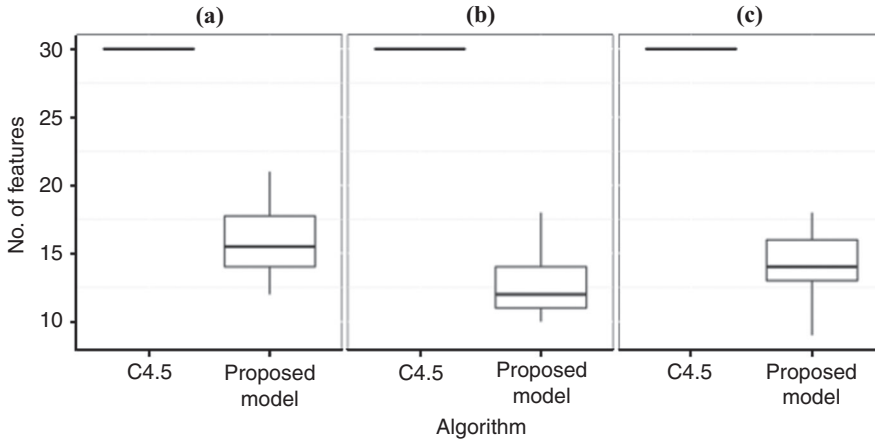 (a) (b) (c)
30
25
20
15
10
No. of features
C4.5 Proposed model C4.5 Proposed model C4.5 Proposed model
Algorithm